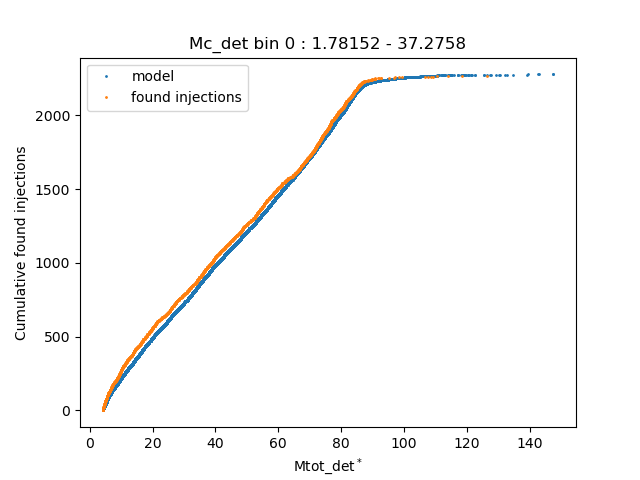 Mc_det bin 0 : 1.78152 - 37.2758
model
found injections
Cumulative found injections
2000
1500
1000
500
0
0 20 40 60 80 100 120 140
Mtot_det*